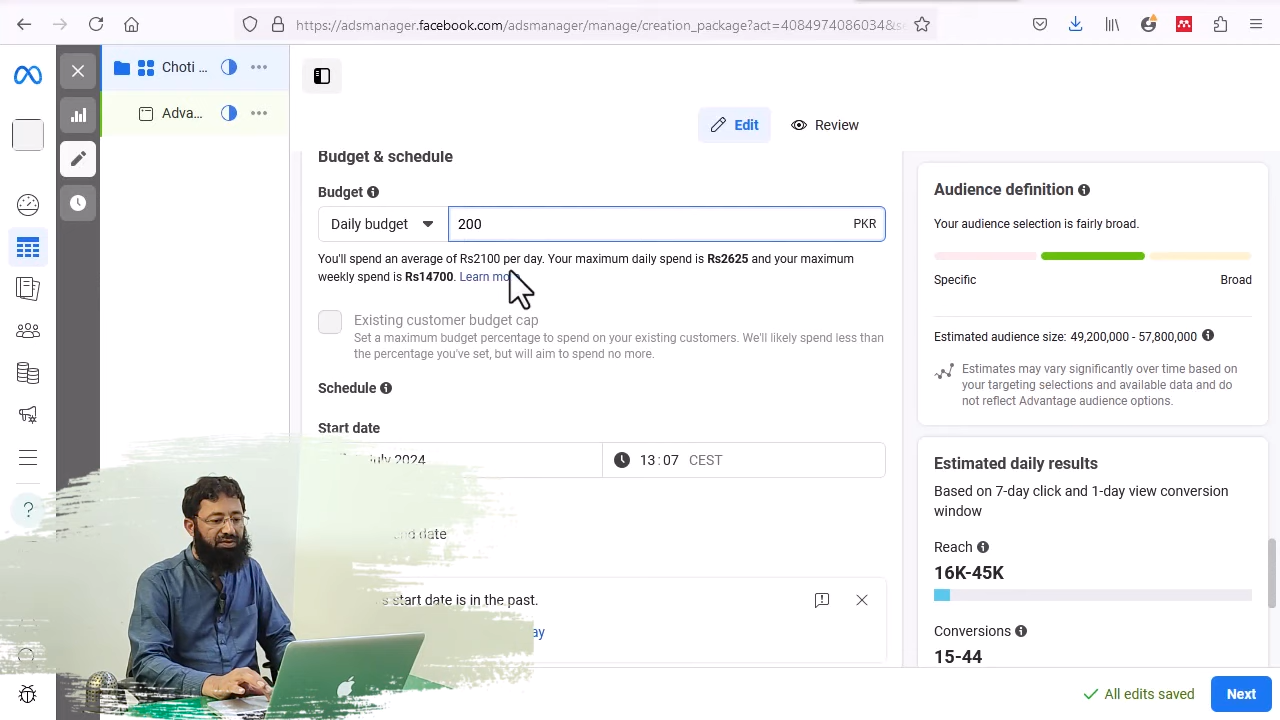 https://adsmanager.facebook.com/adsmanager/manage/creation_package?act=4084974086034&
Choti ...
Adva...
Edit
Review
Budget & schedule
Budget
Daily budget
200
PKR
You'll spend an average of Rs2100 per day. Your maximum daily spend is Rs2625 and your maximum
weekly spend is Rs14700. Learn
Existing customer budget cap
Set a maximum budget percentage to spend on your existing customers. We'll likely spend less than
the percentage you've set, but will aim to spend no more.
Schedule
Start date
July 2024
13:07 CEST
date
start date is in the past.
Audience definition
Your audience selection is fairly broad.
Specific
Broad
Estimated audience size: 49,200,000 - 57,800,000
Estimates may vary significantly over time based on
your targeting selections and available data and do
not reflect Advantage audience options.
Estimated daily results
Based on 7-day click and 1-day view conversion
window
Reach
16K-45K
Conversions
15-44
All edits saved
Next